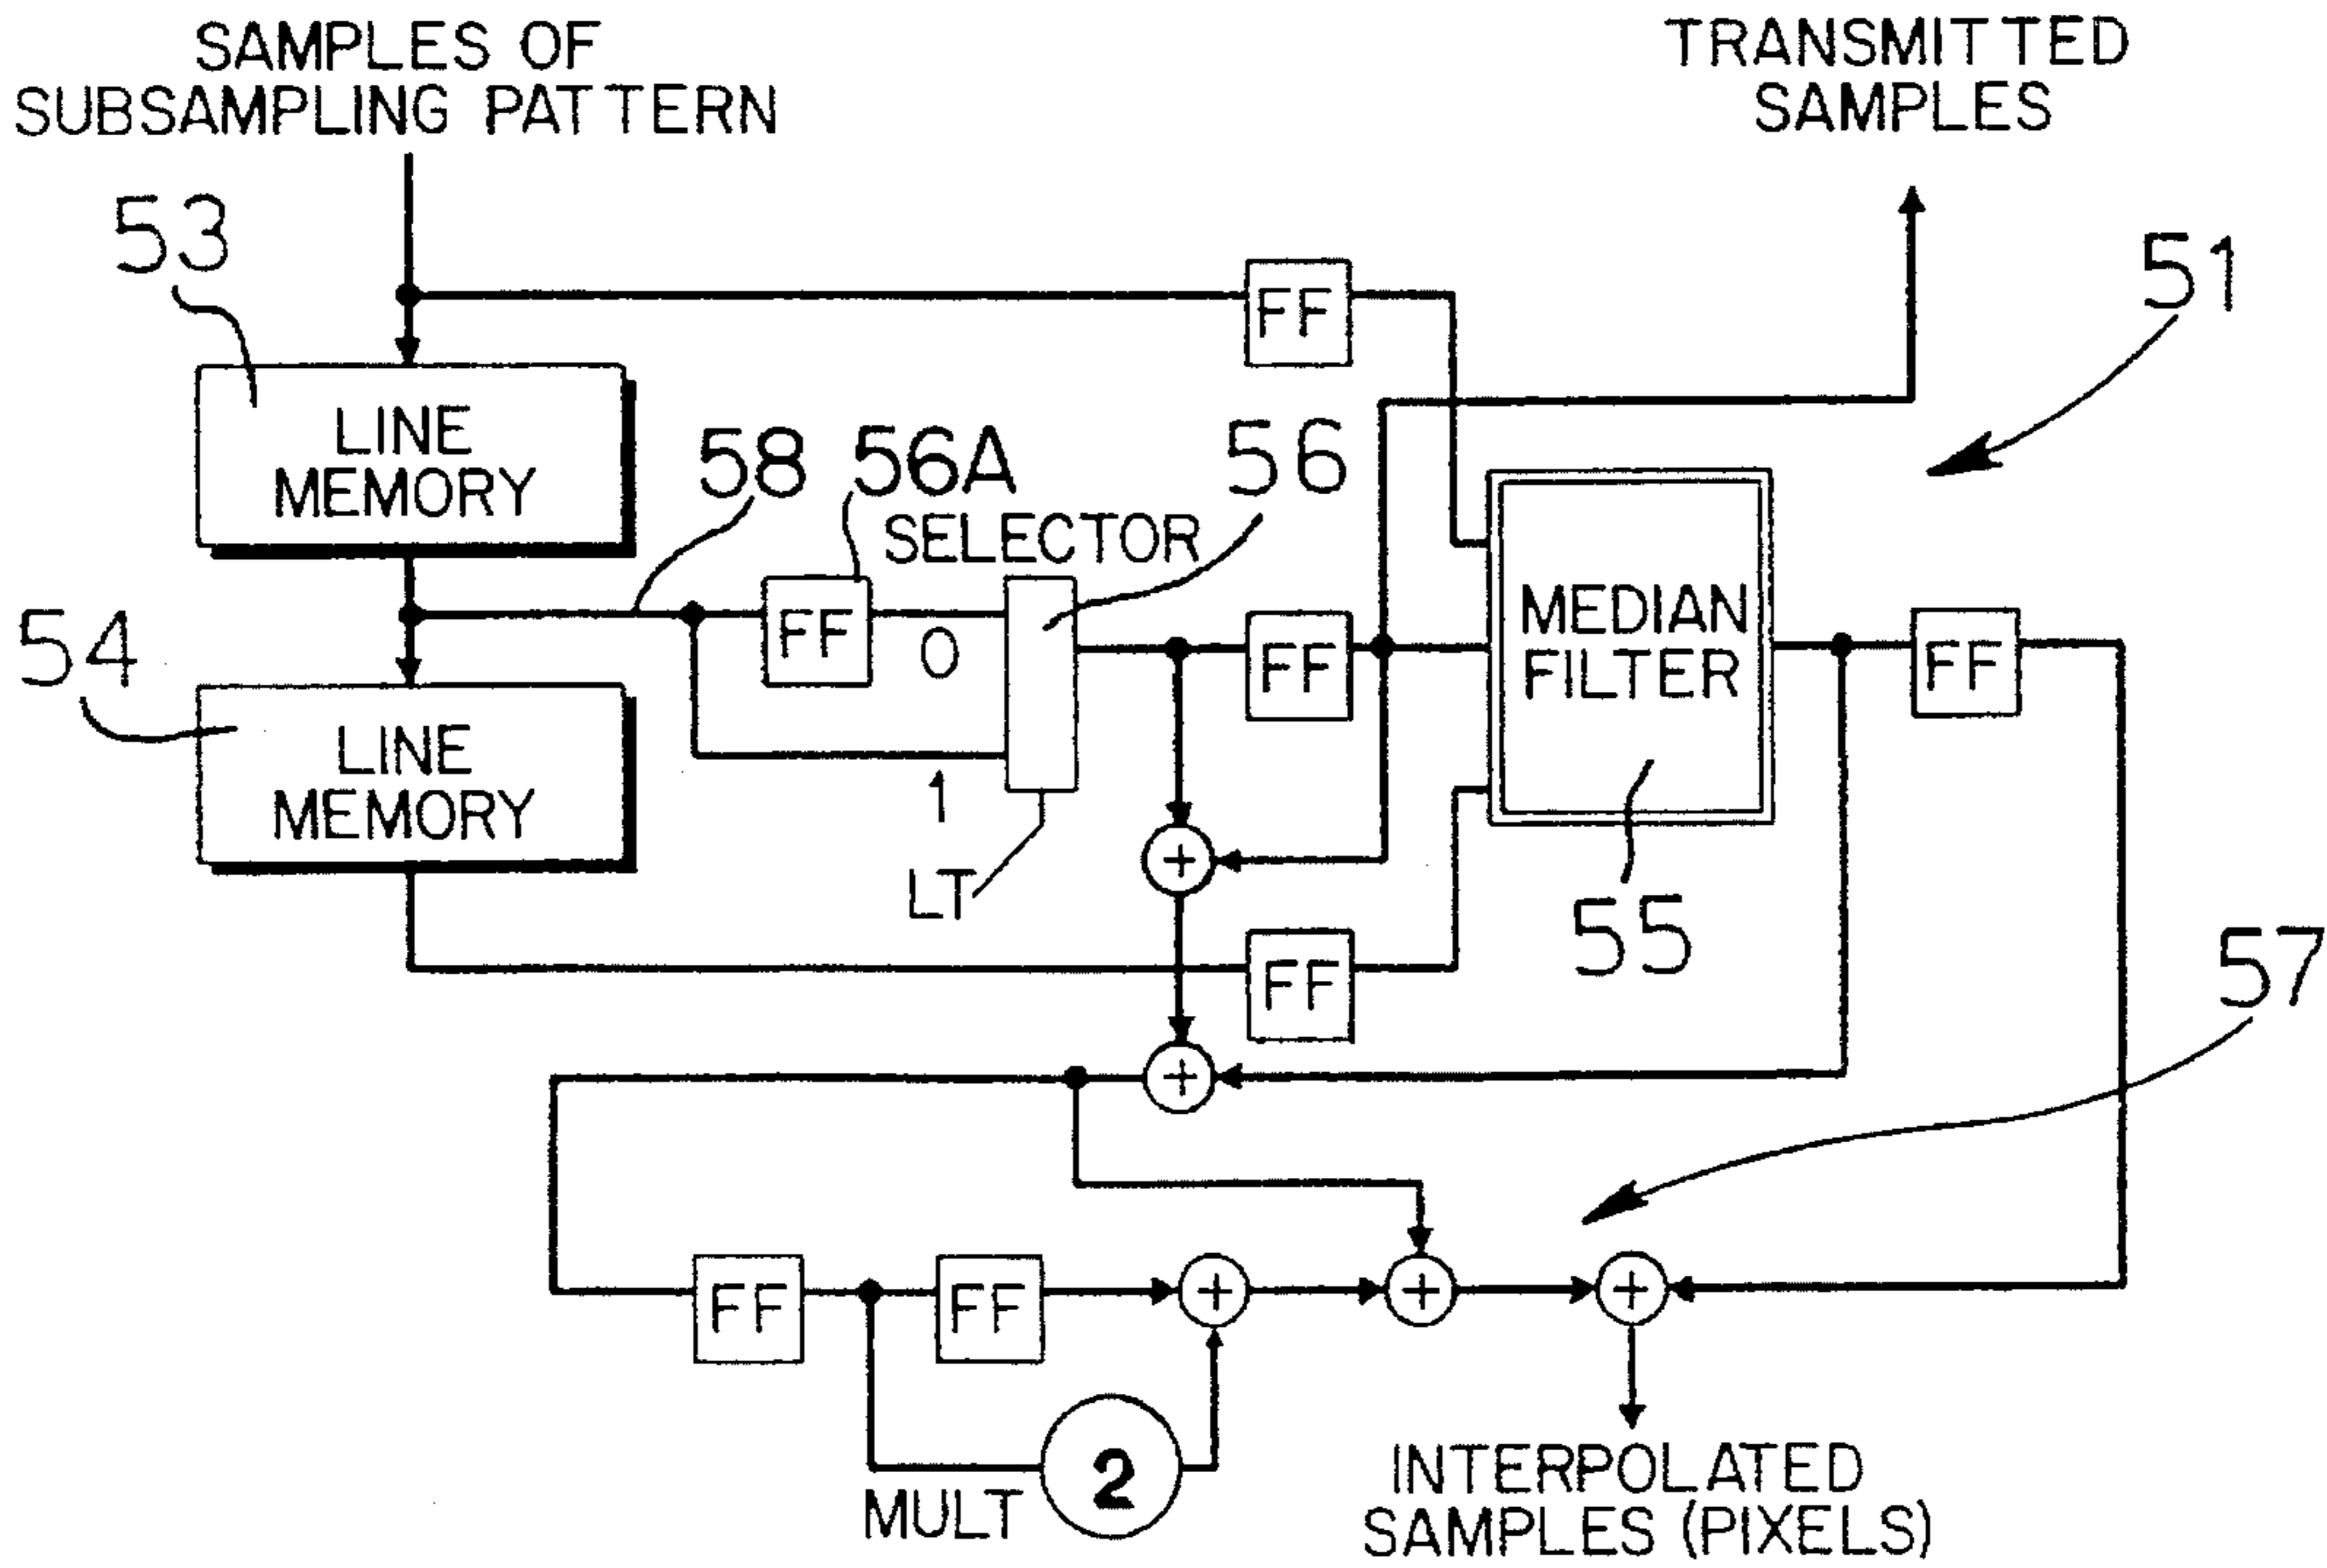 SAMPLES OF
SUBSAMPLING PATTERN
TRANSMITTED
SAMPLES
53
51
FF
LINE
MEMORY
58
56A
56
SELECTOR
54
FF
0
FF
MEDIAN
FILTER
FF
LINE
MEMORY
1
+
LT
55
FF
57
+
FF
FF
+
+
+
2
MULT
INTERPOLATED
SAMPLES (PIXELS)